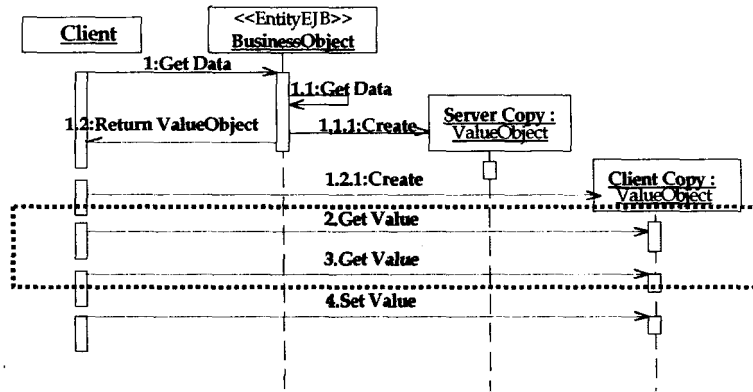 <<EntityEJB>>
Client
BusinessObject
1:Get Data
1.1:Get Data
Server Copy :
ValueObject
1.2:Return ValueObject
1.1.1:Create
1.2.1:Create
Client Copy :
ValueObject
2.Get Value
3.Get Value
4.Set Value